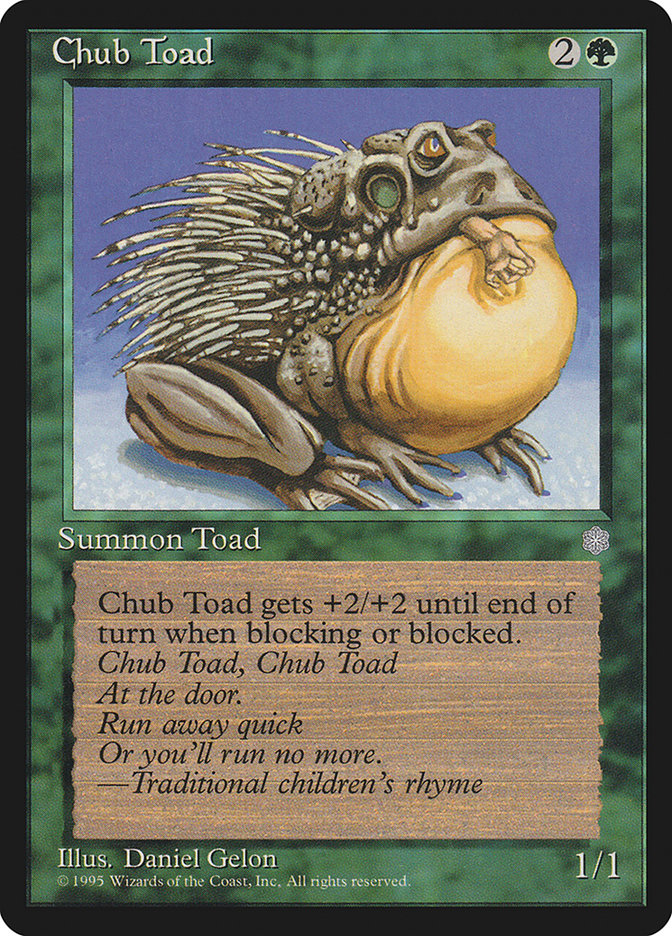 Chub Toad
2
Summon Toad
Chub Toad gets +2/+2 until end of
turn when blocking or blocked.
Chub Toad, Chub Toad
At the door.
Run away quick
Or you'll run no more.
—Traditional children's rhyme
Illus. Daniel Gelon
1/1
© 1995 Wizards of the Coast, Inc. All rights reserved.